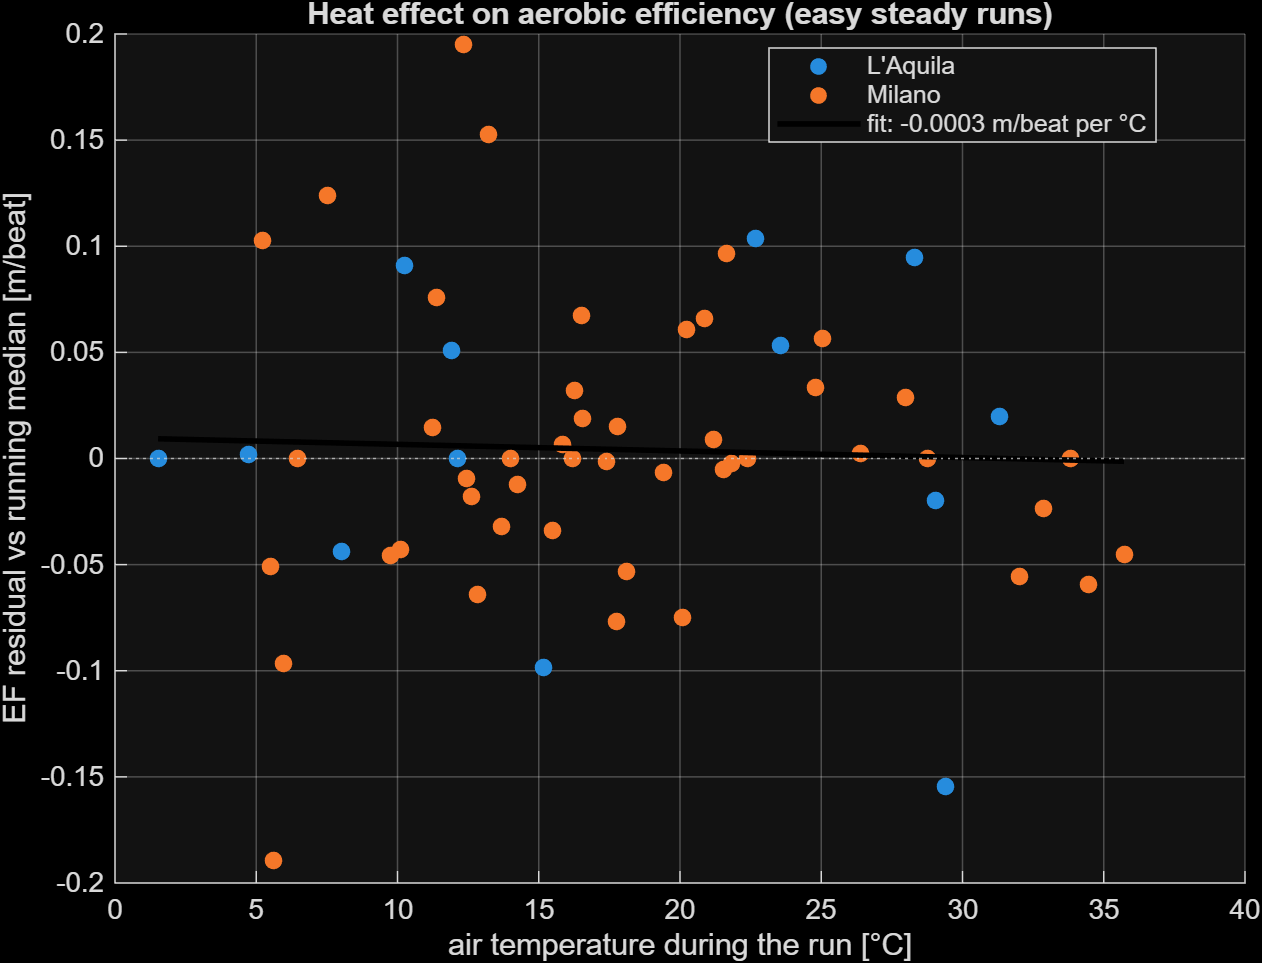 Heat effect on aerobic efficiency (easy steady runs)
L'Aquila
Milano
fit: -0.0003 m/beat per °C
EF residual vs running median [m/beat]
0.2
0.15
0.1
0.05
0
-0.05
-0.1
-0.15
-0.2
0 5 10 15 20 25 30 35 40
air temperature during the run [°C]